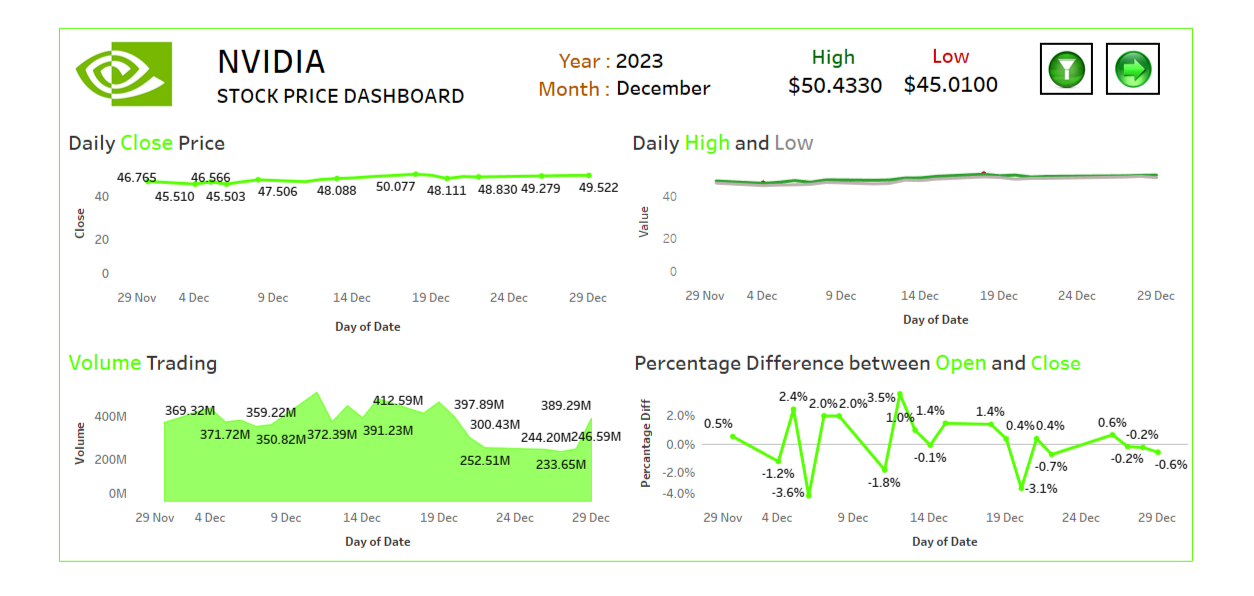 NVIDIA
STOCK PRICE DASHBOARD
Year : 2023
Month : December
High
$50.4330
Low
$45.0100
Daily Close Price
Close
40
20
0
46.765
45.510
46.566
45.503
47.506
48.088
50.077
48.111
48.830
49.279
49.522
29 Nov
4 Dec
9 Dec
14 Dec
19 Dec
24 Dec
29 Dec
Day of Date
Daily High and Low
Value
40
20
0
29 Nov
4 Dec
9 Dec
14 Dec
19 Dec
24 Dec
29 Dec
Day of Date
Volume Trading
Volume
400M
200M
0M
369.32M
371.72M
359.22M
350.82M
372.39M
391.23M
412.59M
397.89M
300.43M
252.51M
244.20M
233.65M
389.29M
246.59M
29 Nov
4 Dec
9 Dec
14 Dec
19 Dec
24 Dec
29 Dec
Day of Date
Percentage Difference between Open and Close
Percantage Diff
2.0%
0.0%
-2.0%
-4.0%
0.5%
-1.2%
2.4%
-3.6%
2.0%
2.0%
-1.8%
3.5%
1.0%
-0.1%
1.4%
1.4%
0.4%
-3.1%
0.4%
-0.7%
0.6%
-0.2%
-0.2%
-0.6%
29 Nov
4 Dec
9 Dec
14 Dec
19 Dec
24 Dec
29 Dec
Day of Date